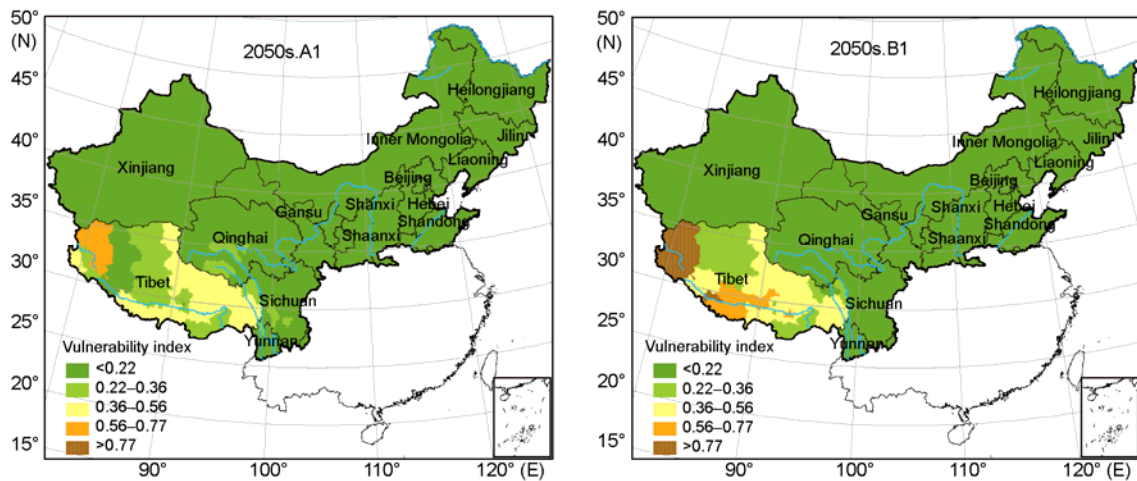 50°
(N)
45°
40°
35°
30°
25°
20°
15°
2050s.A1
Heilongjiang
Jilin
Inner Mongolia
Liaoning
Xinjiang
Beijing
Gansu
Shanxi
Hebei
Shandong
Qinghai
Shaanxi
Tibet
Sichuan
Yunnan
Vulnerability index
<0.22
0.22–0.36
0.36–0.56
0.56–0.77
>0.77
90°
100°
110°
120° (E)
50°
(N)
45°
40°
35°
30°
25°
20°
15°
2050s.B1
Heilongjiang
Jilin
Inner Mongolia
Liaoning
Xinjiang
Beijing
Gansu
Shanxi
Hebei
Shandong
Qinghai
Shaanxi
Tibet
Sichuan
Yunnan
Vulnerability index
<0.22
0.22–0.36
0.36–0.56
0.56–0.77
>0.77
90°
100°
110°
120° (E)